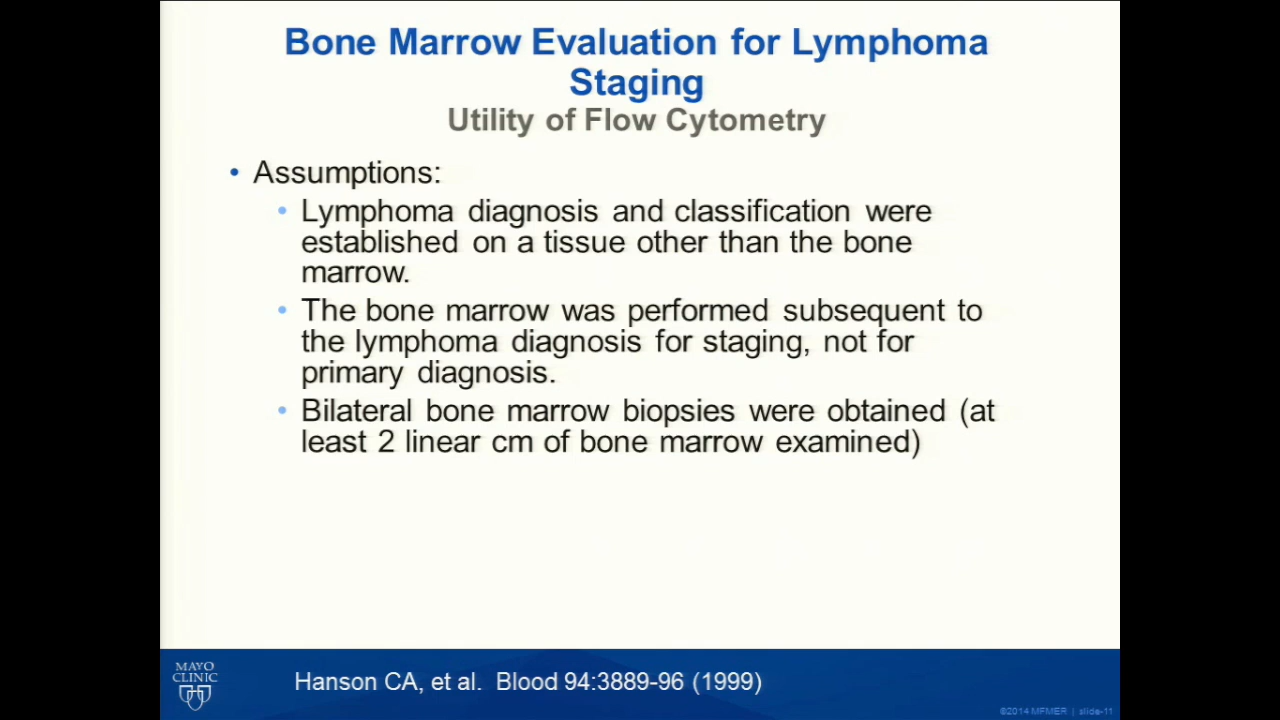 Bone Marrow Evaluation for Lymphoma
Staging
Utility of Flow Cytometry
• Assumptions:
• Lymphoma diagnosis and classification were
established on a tissue other than the bone
marrow.
• The bone marrow was performed subsequent to
the lymphoma diagnosis for staging, not for
primary diagnosis.
• Bilateral bone marrow biopsies were obtained (at
least 2 linear cm of bone marrow examined)
MAYO
CLINIC
Hanson CA, et al. Blood 94:3889-96 (1999)
©2014 MFMER | slide-11